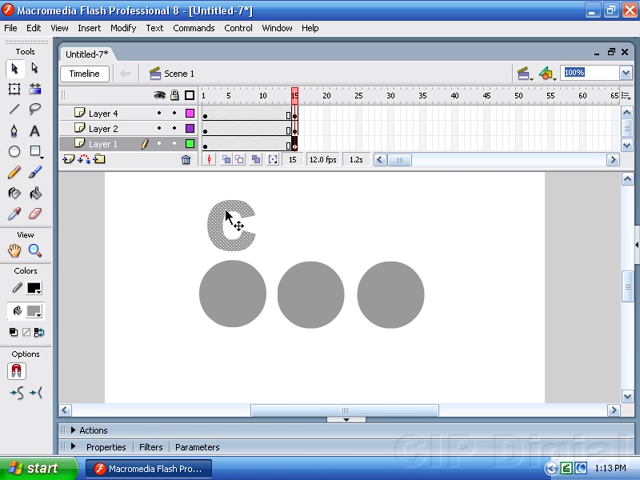 Macromedia Flash Professional 8 - [Untitled-7*]
File Edit View Insert Modify Text Commands Control Window Help
Tools
View
Colors
Options
Untitled-7*
Timeline
Scene 1
100%
1 5 10 15 20 25 30 35 40 45 50 55 60 65
Layer 4
Layer 2
Layer 1
15 12.0 fps 1.2s
A
C
Actions
Properties Filters Parameters
CIP Digital
start
Macromedia Flash Pro...
1:13 PM